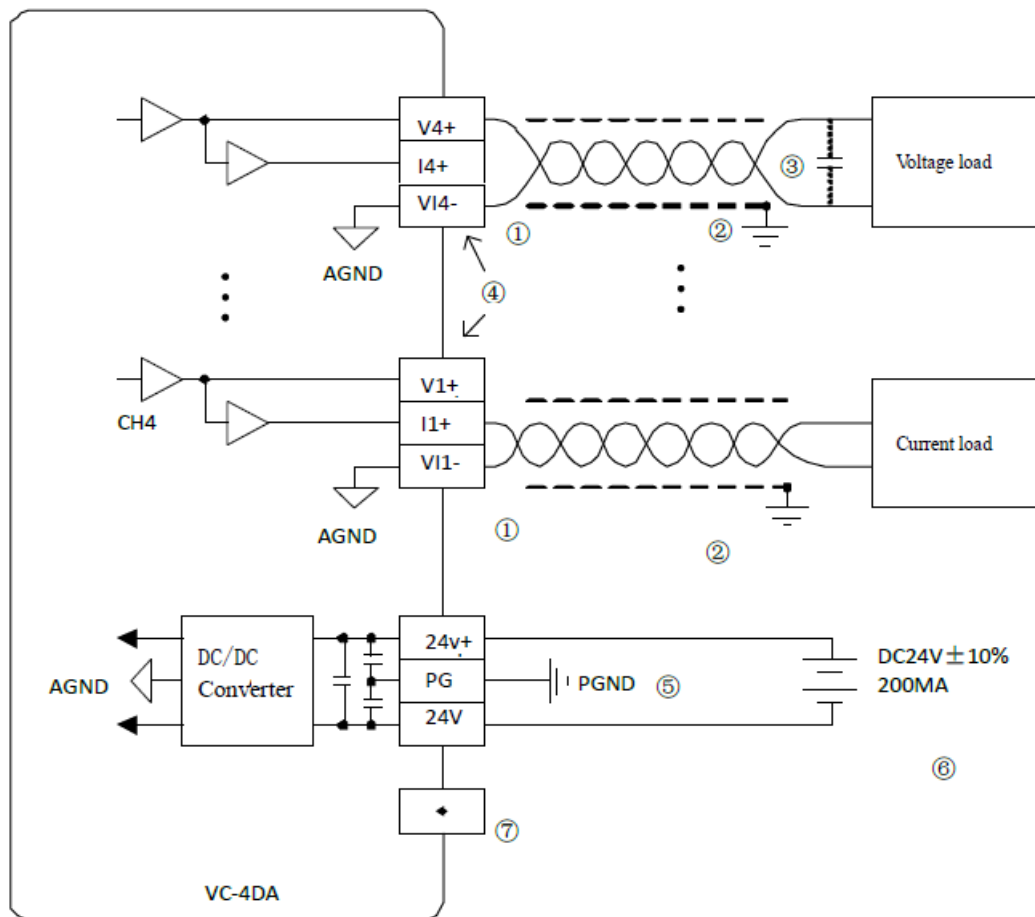 V4+
I4+
VI4-
AGND
①
②
③
Voltage load
④
V1+
I1+
VI1-
CH4
AGND
①
②
Current load
24v+
PG
24V
DC/DC
Converter
AGND
PGND
⑤
DC24V±10%
200MA
⑥
⑦
VC-4DA